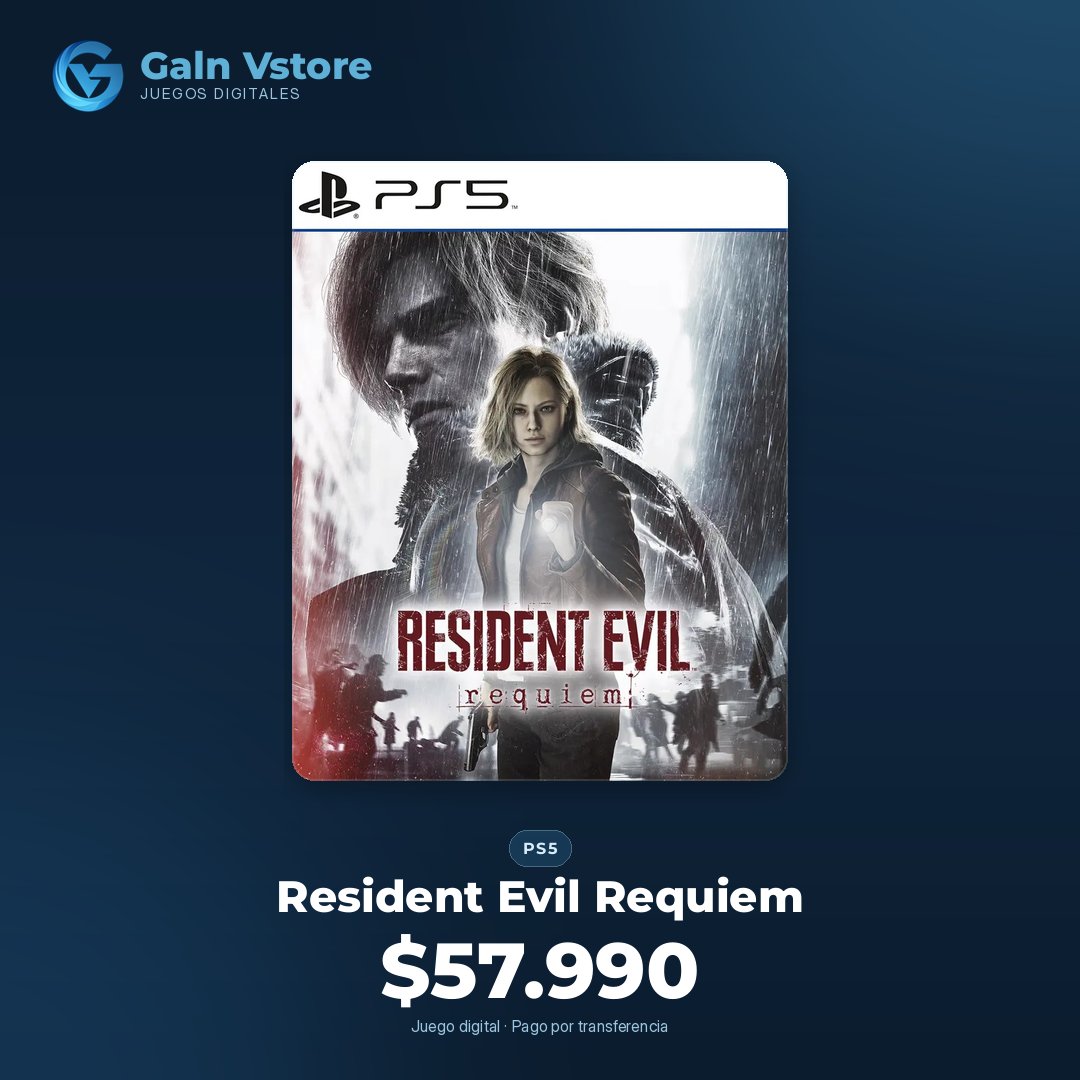 Galn Vstore
JUEGOS DIGITALES
PS5
RESIDENT EVIL
requiem
PS5
Resident Evil Requiem
$57.990
Juego digital · Pago por transferencia